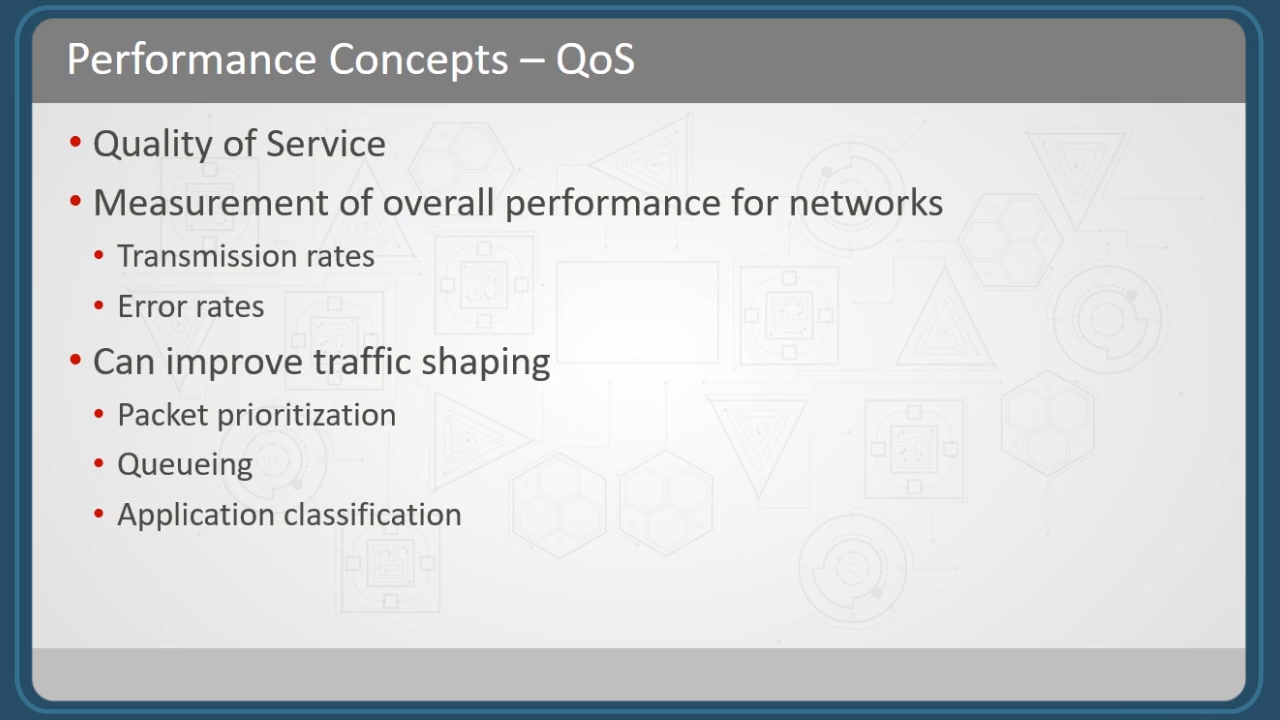 Performance Concepts – QoS
• Quality of Service
• Measurement of overall performance for networks
• Transmission rates
• Error rates
• Can improve traffic shaping
• Packet prioritization
• Queueing
• Application classification